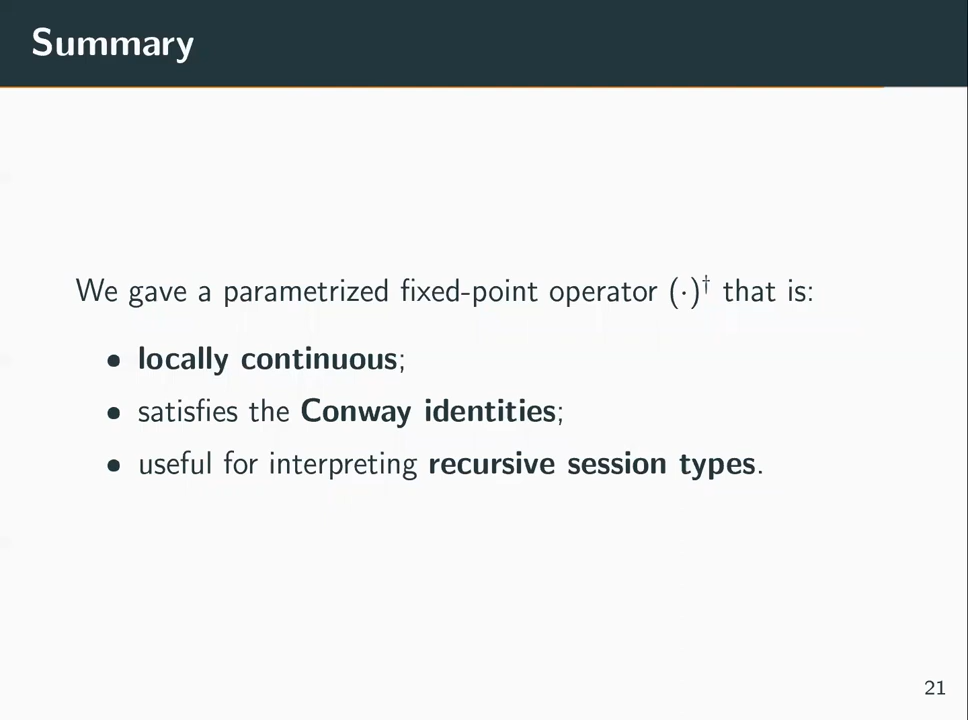 Summary
We gave a parametrized fixed-point operator (·)† that is:
• locally continuous;
• satisfies the Conway identities;
• useful for interpreting recursive session types.
21